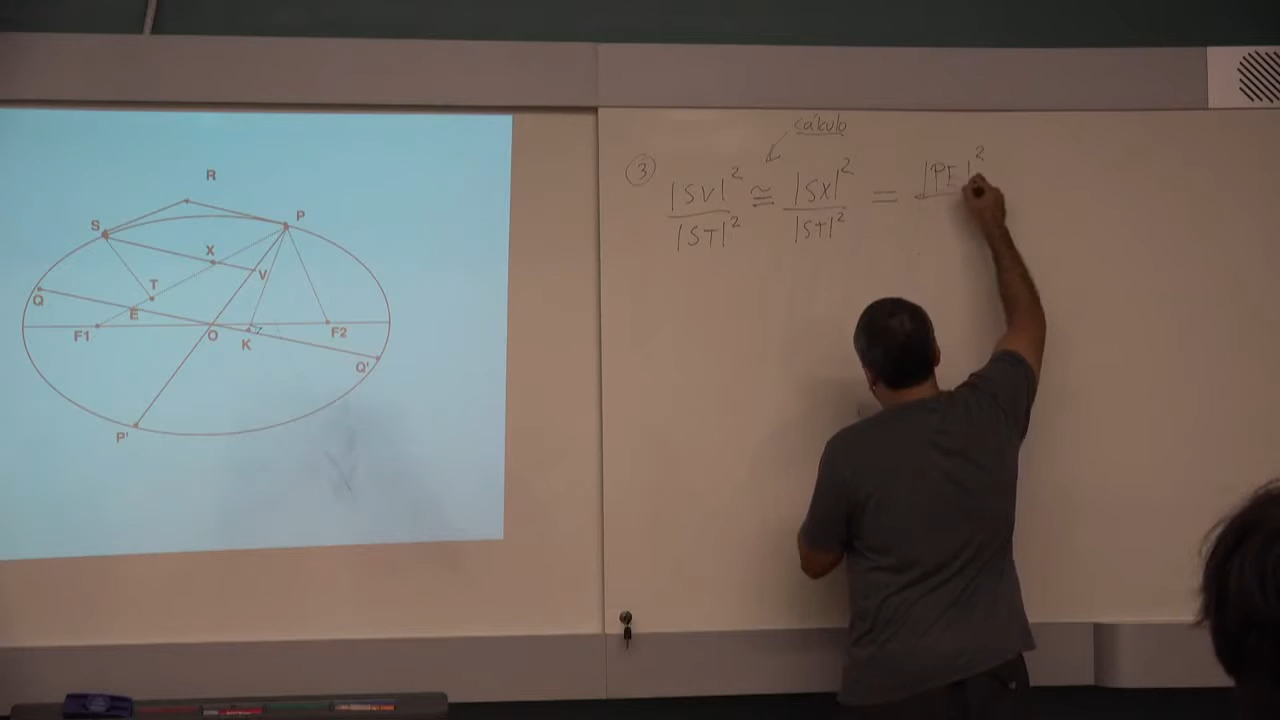 R
S
P
X
V
T
Q
E
F1
O
K
F2
Q'
P'
cálculo
③ |SV|² / |ST|² ≅ |SX|² / |ST|² = |PE|²